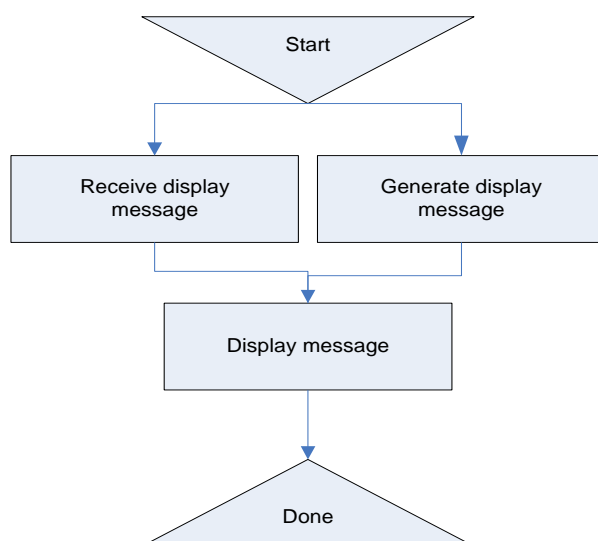 Start
Receive display
message
Generate display
message
Display message
Done